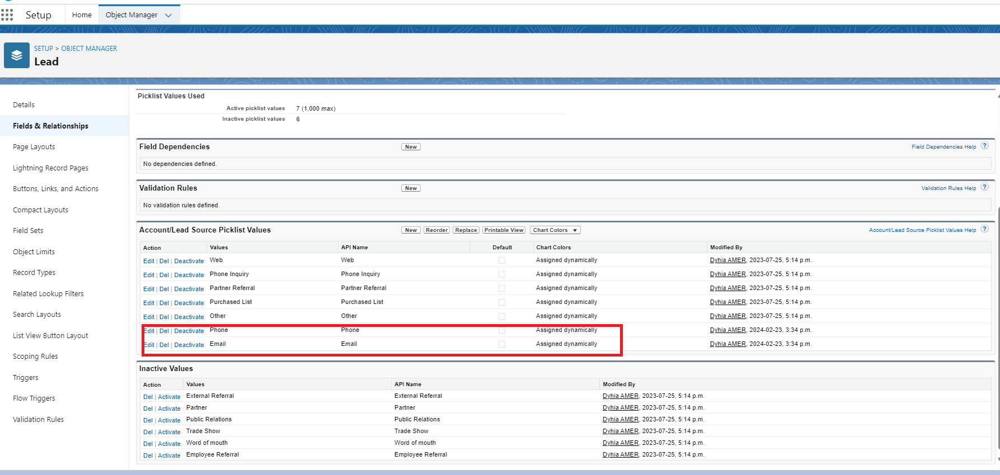 Setup
Home
Object Manager
SETUP > OBJECT MANAGER
Lead
Details
Fields & Relationships
Page Layouts
Lightning Record Pages
Buttons, Links, and Actions
Compact Layouts
Field Sets
Object Limits
Record Types
Related Lookup Filters
Search Layouts
List View Button Layout
Scoping Rules
Triggers
Flow Triggers
Validation Rules
Picklist Values Used
Active picklist values 7 (1,000 max)
Inactive picklist values 6
Field Dependencies New Field Dependencies Help ?
No dependencies defined.
Validation Rules New Validation Rules Help ?
No validation rules defined.
Account/Lead Source Picklist Values New Reorder Replace Printable View Chart Colors ▼ Account/Lead Source Picklist Values Help ?
Action Values API Name Default Chart Colors Modified By
Edit | Del | Deactivate Web Web Assigned dynamically Dyhia AMER, 2023-07-25, 5:14 p.m.
Edit | Del | Deactivate Phone Inquiry Phone Inquiry Assigned dynamically Dyhia AMER, 2023-07-25, 5:14 p.m.
Edit | Del | Deactivate Partner Referral Partner Referral Assigned dynamically Dyhia AMER, 2023-07-25, 5:14 p.m.
Edit | Del | Deactivate Purchased List Purchased List Assigned dynamically Dyhia AMER, 2023-07-25, 5:14 p.m.
Edit | Del | Deactivate Other Other Assigned dynamically Dyhia AMER, 2023-07-25, 5:14 p.m.
Edit | Del | Deactivate Phone Phone Assigned dynamically Dyhia AMER, 2024-02-23, 3:34 p.m.
Edit | Del | Deactivate Email Email Assigned dynamically Dyhia AMER, 2024-02-23, 3:34 p.m.
Inactive Values
Action Values API Name Modified By
Del | Activate External Referral External Referral Dyhia AMER, 2023-07-25, 5:14 p.m.
Del | Activate Partner Partner Dyhia AMER, 2023-07-25, 5:14 p.m.
Del | Activate Public Relations Public Relations Dyhia AMER, 2023-07-25, 5:14 p.m.
Del | Activate Trade Show Trade Show Dyhia AMER, 2023-07-25, 5:14 p.m.
Del | Activate Word of mouth Word of mouth Dyhia AMER, 2023-07-25, 5:14 p.m.
Del | Activate Employee Referral Employee Referral Dyhia AMER, 2023-07-25, 5:14 p.m.